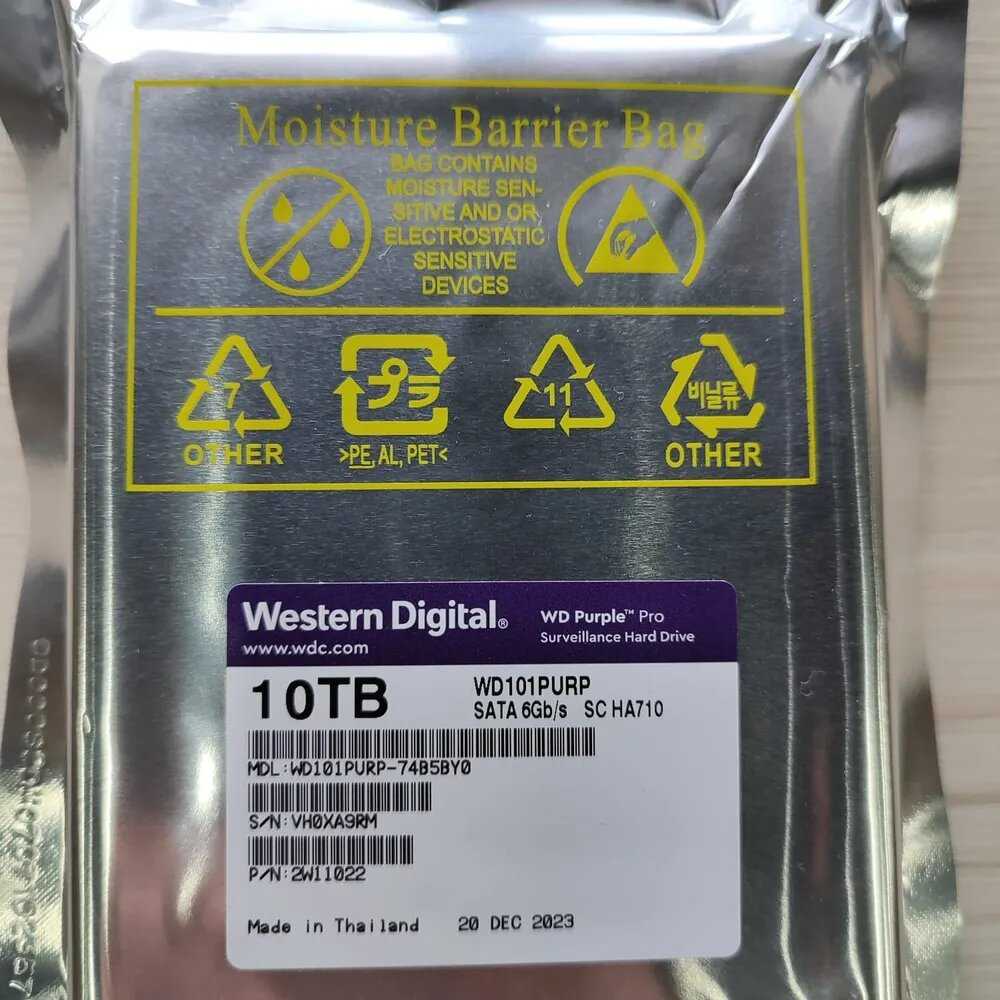 Moisture Barrier Bag
BAG CONTAINS
MOISTURE SEN-
SITIVE AND OR
ELECTROSTATIC
SENSITIVE
DEVICES
7
OTHER
プラ
>PE, AL, PET<
11
비닐류
OTHER
Western Digital®
www.wdc.com
WD Purple™ Pro
Surveillance Hard Drive
10TB
WD101PURP
SATA 6Gb/s SC HA710
MDL:WD101PURP-74B5BY0
S/N:VH0XA9RM
P/N:2W11022
Made in Thailand 20 DEC 2023